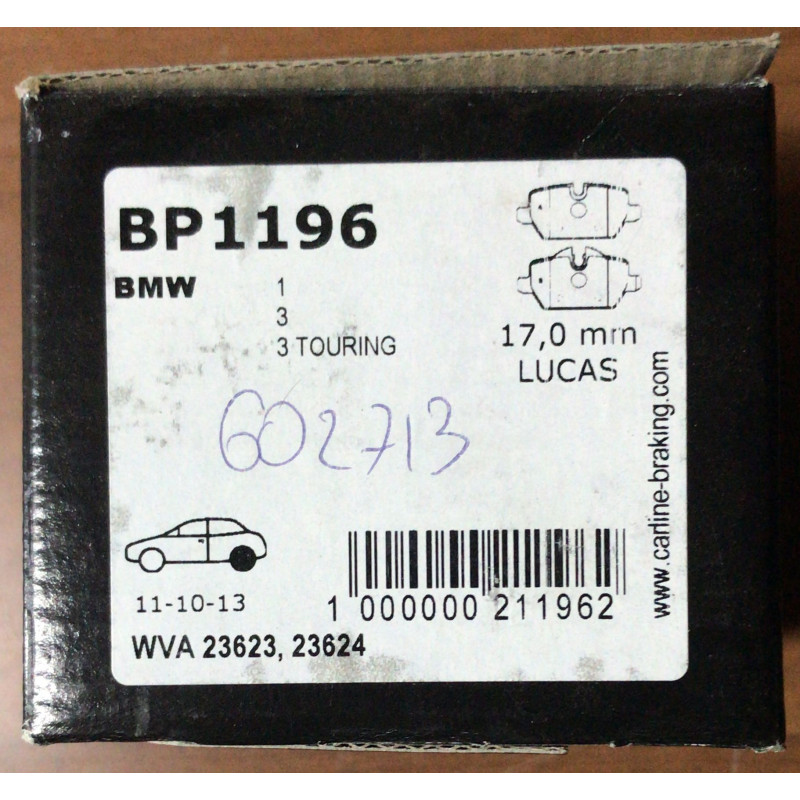 BP1196
BMW 1
3
3 TOURING
17,0 mm
LUCAS
602713
www.carline-braking.com
11-10-13
1 000000 211962
WVA 23623, 23624